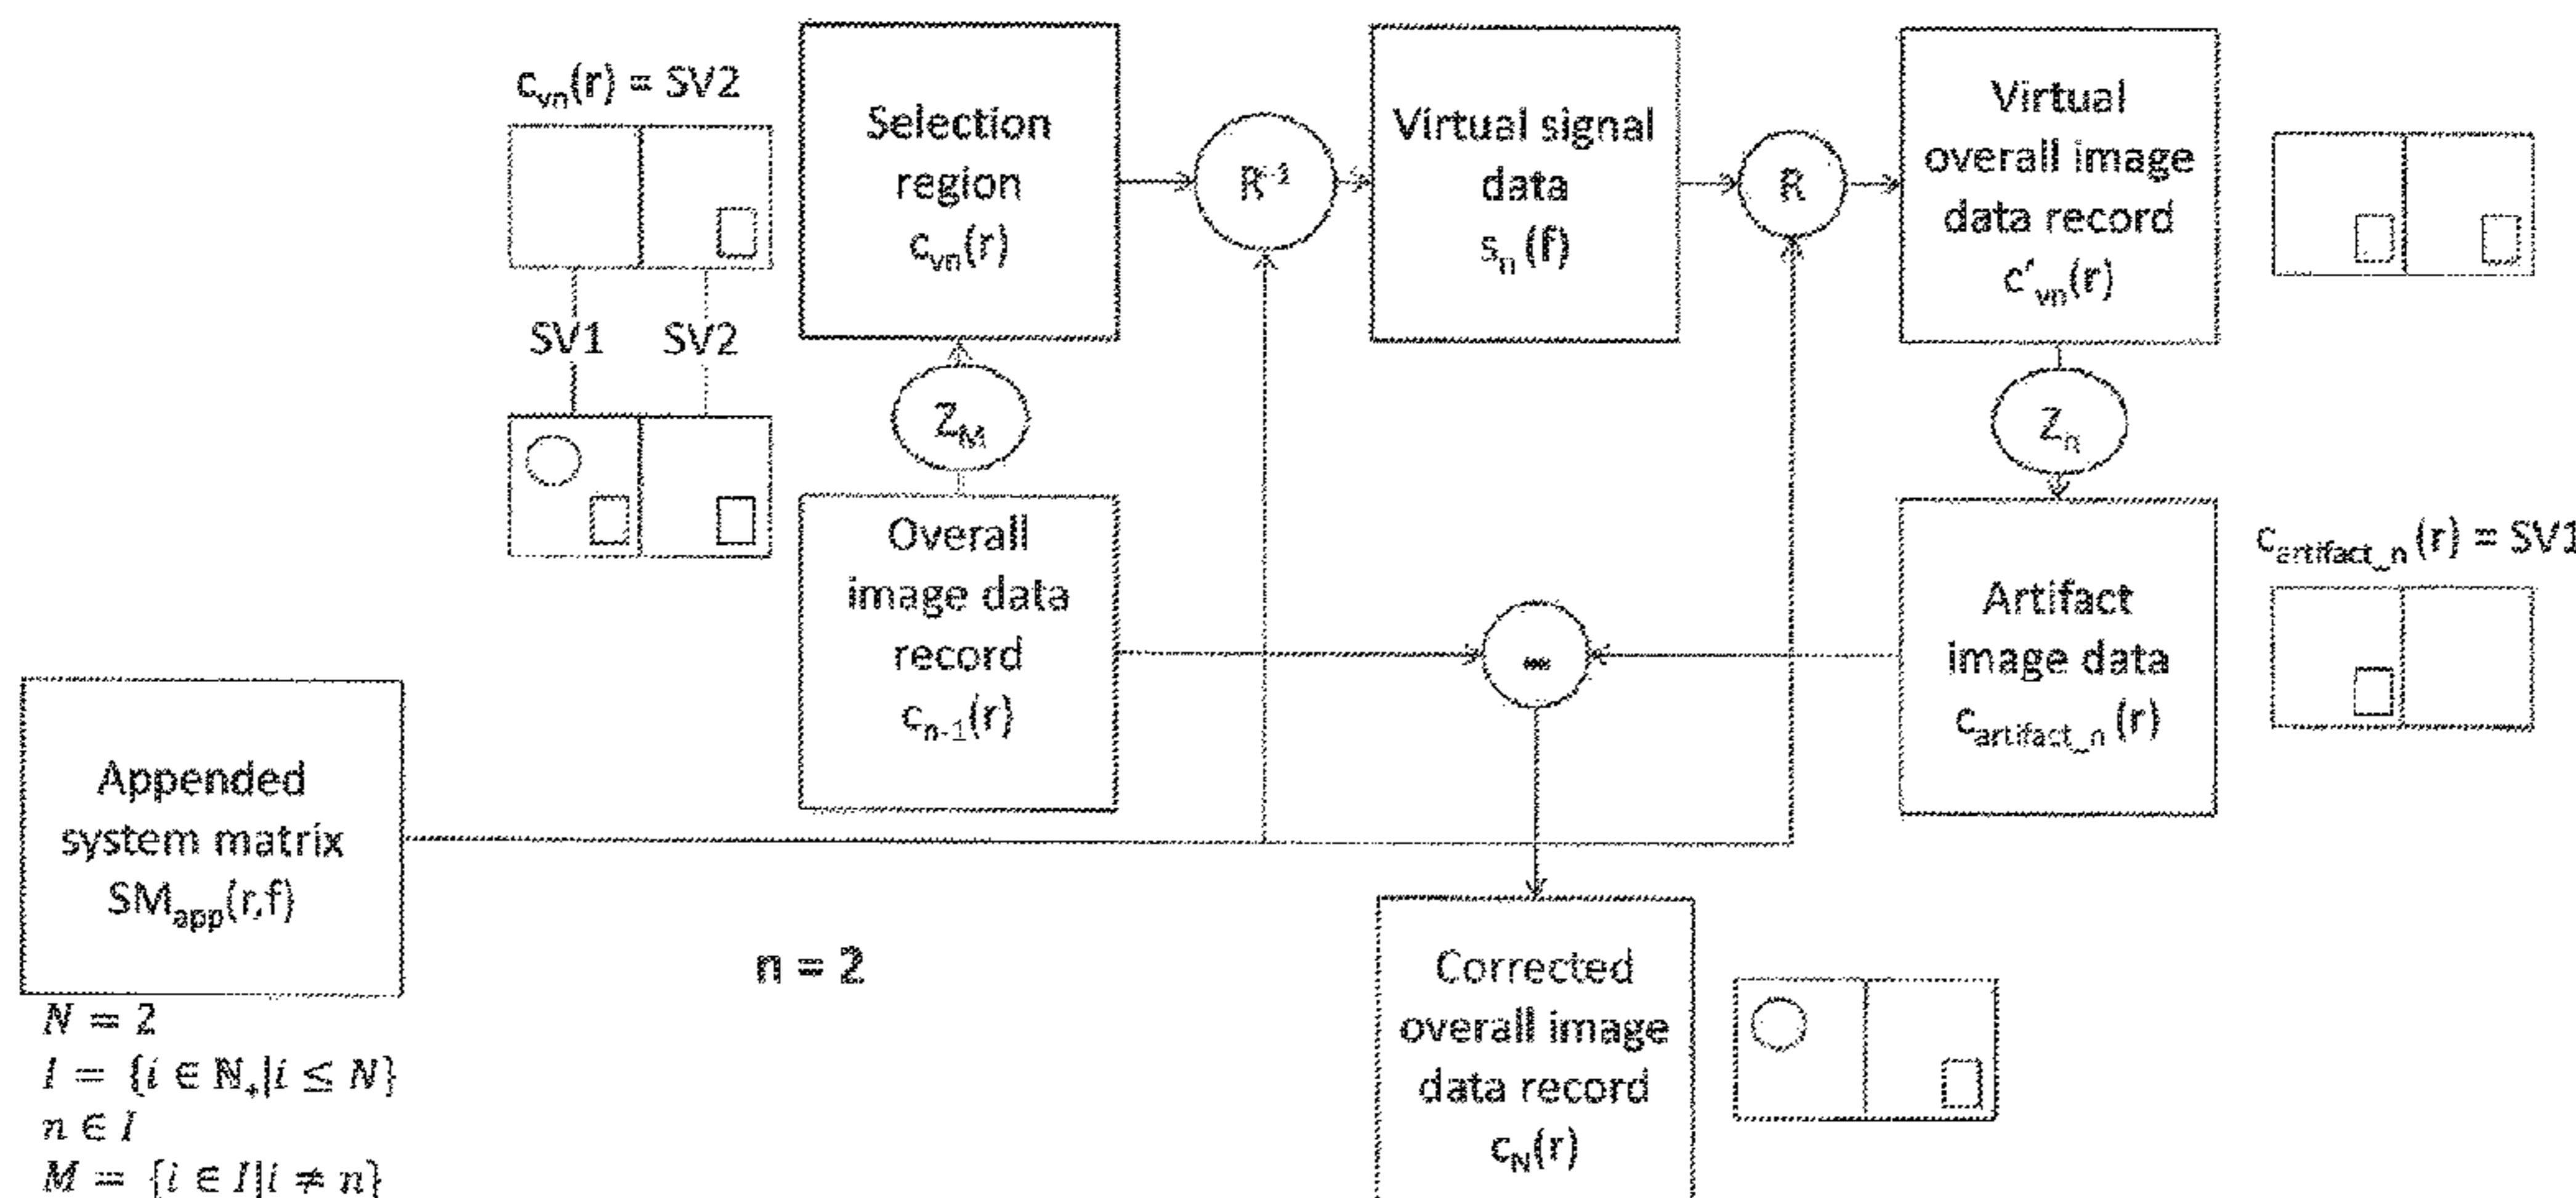 c_vn(r) = SV2
Selection
region
c_vn(r)
R⁻¹
Virtual signal
data
s_n(f)
R
Virtual
overall image
data record
c'_vn(r)
SV1 SV2
Z_M
Z_n
Overall
image data
record
c_n-1(r)
-
Artifact
image data
c_artifact_n(r)
c_artifact_n(r) = SV1
Appended
system matrix
SM_app(r,f)
n = 2
N = 2
I = {i ∈ ℕ₊|i ≤ N}
n ∈ I
M = {i ∈ I|i ≠ n}
Corrected
overall image
data record
c_N(r)